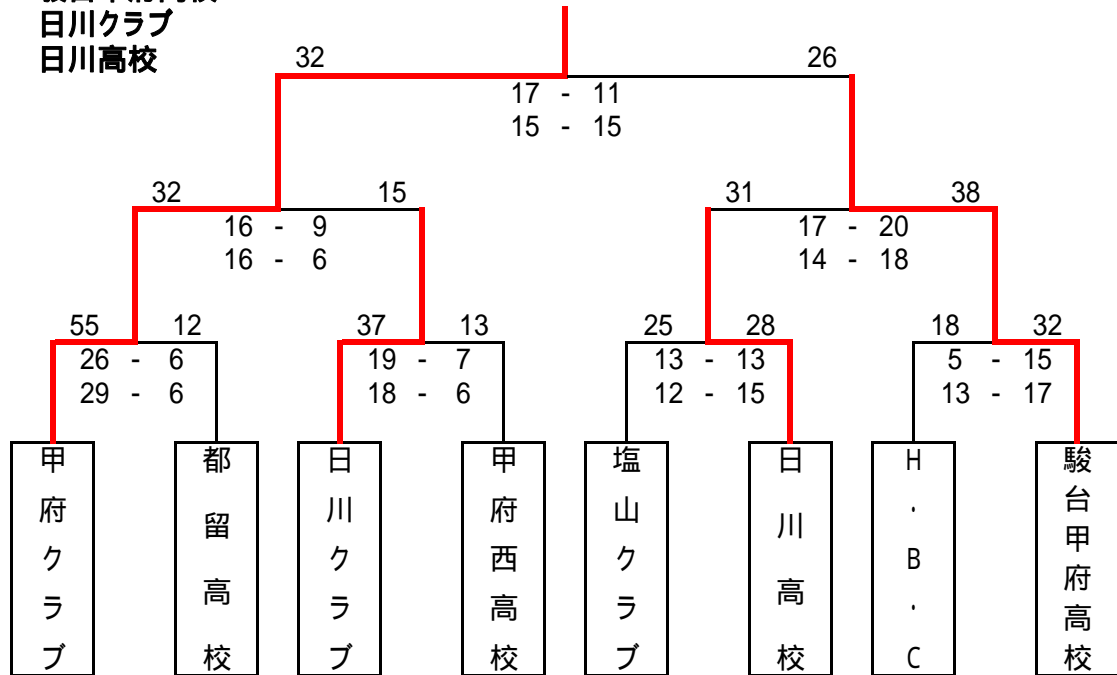 日川クラブ
日川高校
32 26
17 - 11
15 - 15
32 15 31 38
16 - 9 17 - 20
16 - 6 14 - 18
55 12 37 13 25 28 18 32
26 - 6 19 - 7 13 - 13 5 - 15
29 - 6 18 - 6 12 - 15 13 - 17
甲府クラブ
都留高校
日川クラブ
甲府西高校
塩山クラブ
日川高校
H・B・C
駿台甲府高校